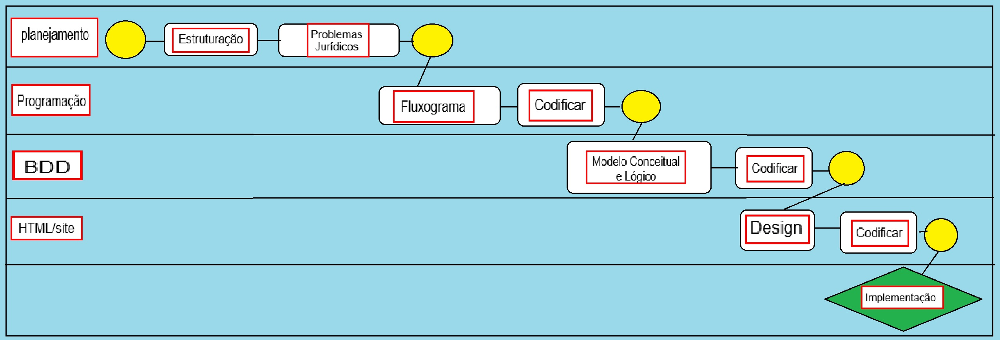 planejamento
Estruturação
Problemas
Jurídicos
Programação
Fluxograma
Codificar
BDD
Modelo Conceitual
e Lógico
Codificar
HTML/site
Design
Codificar
Implementação